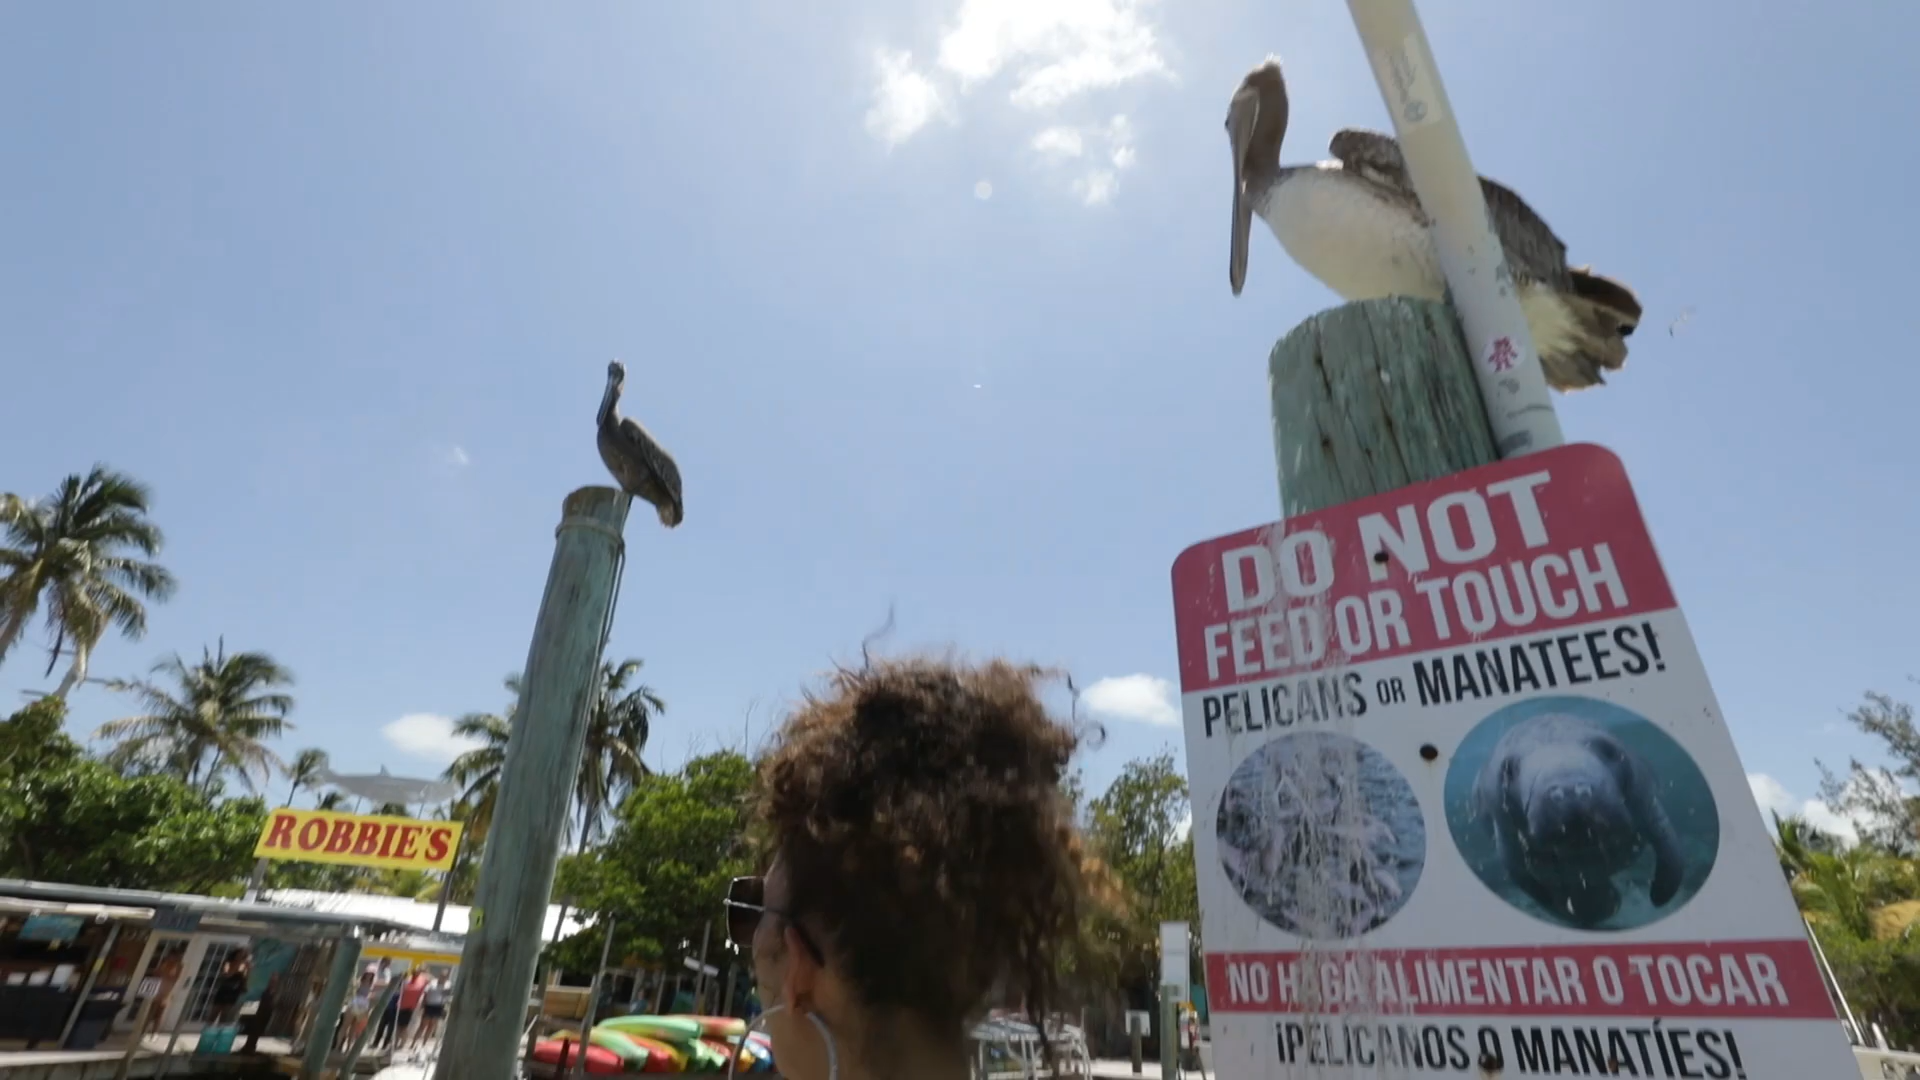 ROBBIE'S
DO NOT
FEED OR TOUCH
PELICANS OR MANATEES!
NO HAGA ALIMENTAR O TOCAR
¡PELICANOS O MANATÍES!